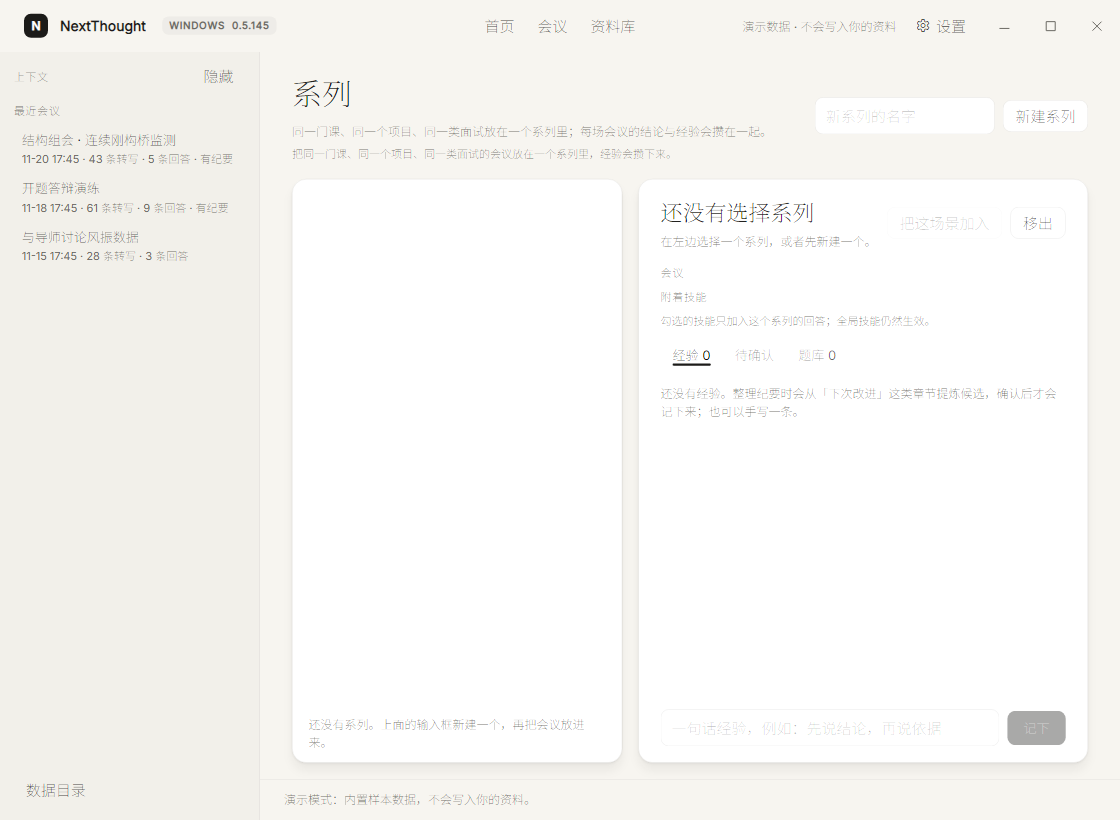 N NextThought WINDOWS 0.5.145 首页 会议 资料库 演示数据 · 不会写入你的资料 设置
上下文 隐藏
最近会议
结构组会 · 连续刚构桥监测
11-20 17:45 · 43 条转写 · 5 条回答 · 有纪要
开题答辩演练
11-18 17:45 · 61 条转写 · 9 条回答 · 有纪要
与导师讨论风振数据
11-15 17:45 · 28 条转写 · 3 条回答
数据目录
系列
同一门课、同一个项目、同一类面试放在一个系列里；每场会议的结论与经验会攒在一起。
把同一门课、同一个项目、同一类面试的会议放在一个系列里，经验会攒下来。
新系列的名字 新建系列
还没有系列。上面的输入框新建一个，再把会议放进
来。
还没有选择系列
在左边选择一个系列，或者先新建一个。
把这场景加入 移出
会议
附着技能
勾选的技能只加入这个系列的回答；全局技能仍然生效。
经验 0 待确认 题库 0
还没有经验。整理纪要时会从「下次改进」这类章节提炼候选，确认后才会
记下来；也可以手写一条。
一句话经验，例如：先说结论，再说依据 记下
演示模式：内置样本数据，不会写入你的资料。